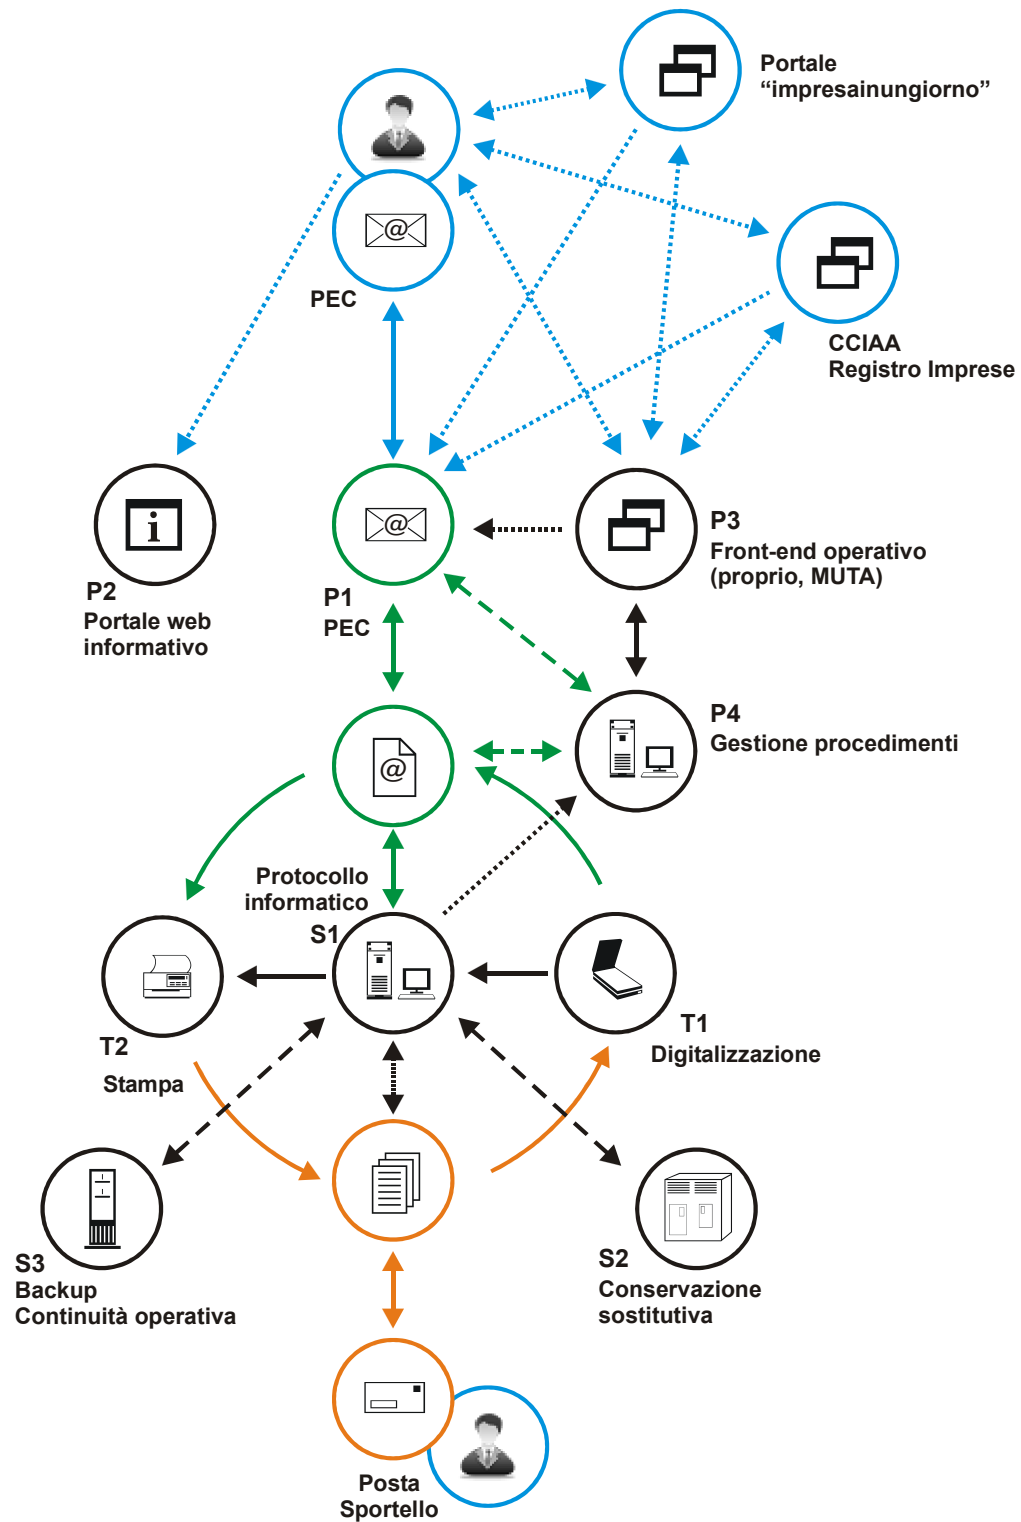 Portale
“impresainungiorno”
@
PEC
CCIAA
Registro Imprese
i
@
P3
Front-end operativo
(proprio, MUTA)
P2
Portale web
informativo
P1
PEC
P4
Gestione procedimenti
@
Protocollo
informatico
S1
T2
Stampa
T1
Digitalizzazione
S3
Backup
Continuità operativa
S2
Conservazione
sostitutiva
Posta
Sportello